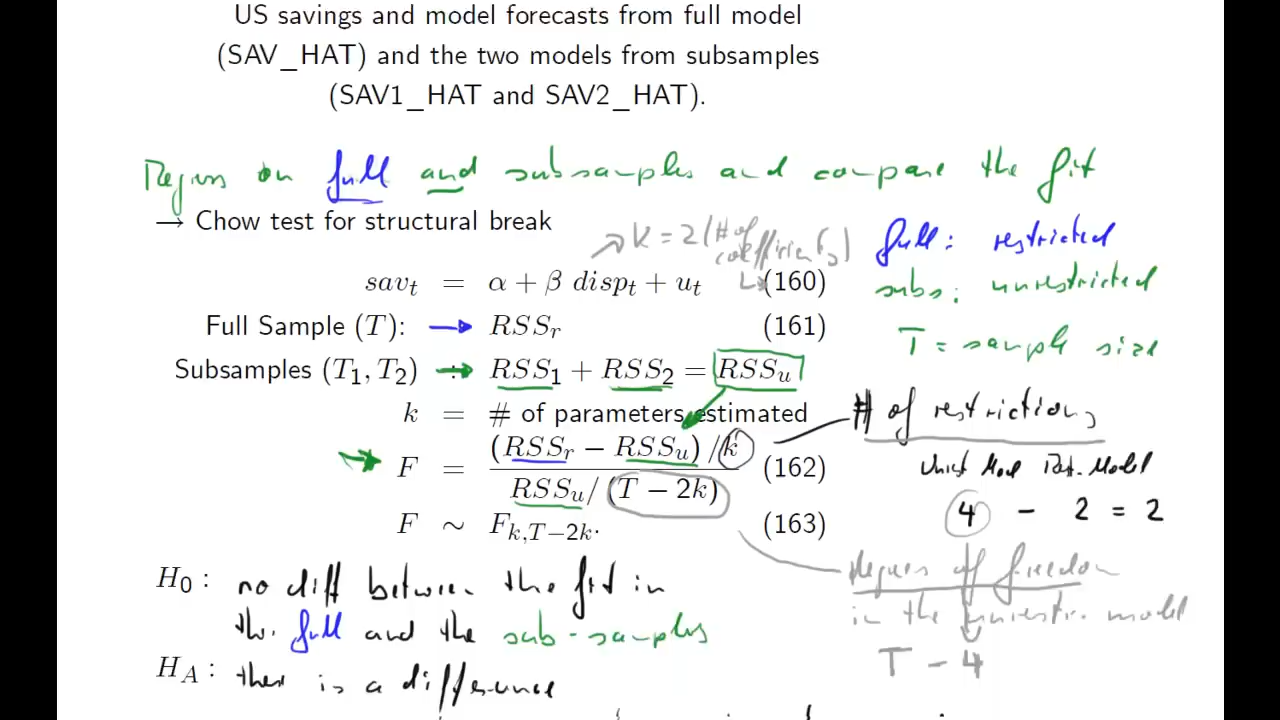 US savings and model forecasts from full model
(SAV_HAT) and the two models from subsamples
(SAV1_HAT and SAV2_HAT).
Regress on full and subsamples and compare the fit
→ Chow test for structural break
→ k = 2 (# of coefficients)
full: restricted
sav_t = α + β disp_t + u_t (160)
subs: unrestricted
Full Sample (T): → RSS_r (161)
T = sample size
Subsamples (T_1, T_2) → : RSS_1 + RSS_2 = RSS_u
k = # of parameters estimated
# of restrictions
F = (RSS_r − RSS_u) /k / RSS_u/ (T − 2k) (162)
Unrest Mod Rest. Model
4 - 2 = 2
F ∼ F_{k,T−2k}. (163)
degrees of freedom
in the unrestr. model
T - 4
H_0 : no diff between the fit in
the full and the sub-samples
H_A : there is a difference